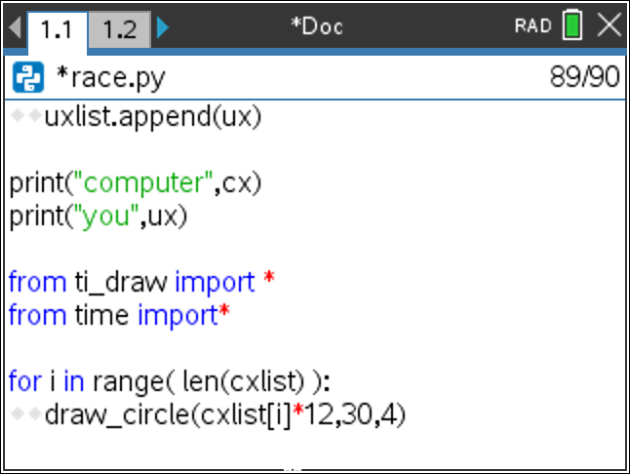 1.1 1.2 *Doc RAD
*race.py 89/90
uxlist.append(ux)
print("computer",cx)
print("you",ux)
from ti_draw import *
from time import*
for i in range( len(cxlist) ):
draw_circle(cxlist[i]*12,30,4)